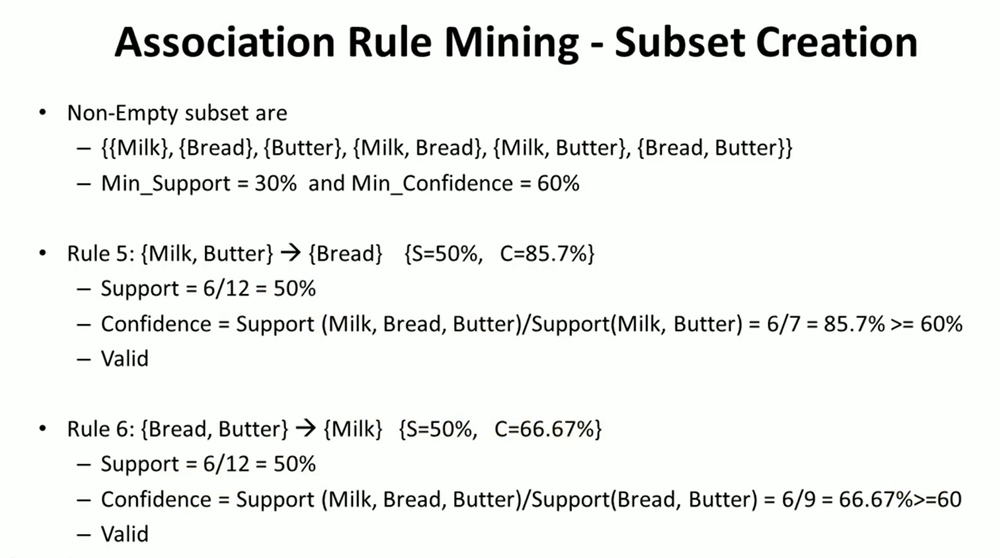 Association Rule Mining - Subset Creation
• Non-Empty subset are
– {{Milk}, {Bread}, {Butter}, {Milk, Bread}, {Milk, Butter}, {Bread, Butter}}
– Min_Support = 30% and Min_Confidence = 60%
• Rule 5: {Milk, Butter} → {Bread} {S=50%, C=85.7%}
– Support = 6/12 = 50%
– Confidence = Support (Milk, Bread, Butter)/Support(Milk, Butter) = 6/7 = 85.7% >= 60%
– Valid
• Rule 6: {Bread, Butter} → {Milk} {S=50%, C=66.67%}
– Support = 6/12 = 50%
– Confidence = Support (Milk, Bread, Butter)/Support(Bread, Butter) = 6/9 = 66.67%>=60
– Valid